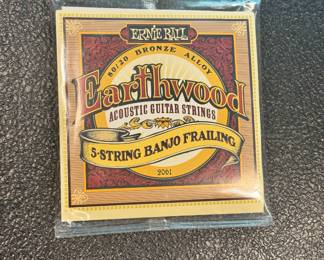 ERNIE BALL
80/20 BRONZE ALLOY
Earthwood
ACOUSTIC GUITAR STRINGS
5-STRING BANJO FRAILING
2061